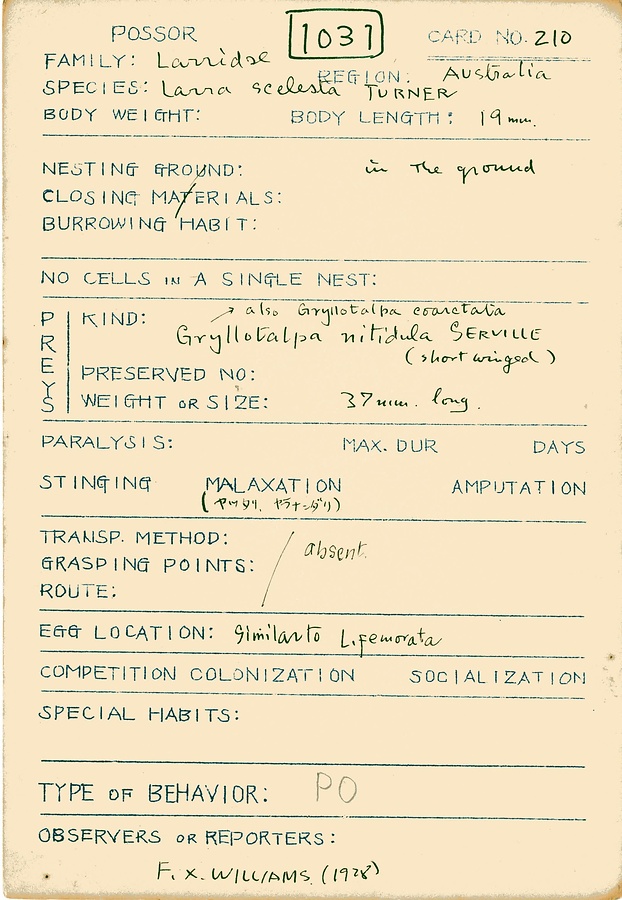 POSSOR 1031 CARD NO. 210
FAMILY: Larridae
REGION: Australia
SPECIES: Larra scelesta TURNER
BODY WEIGHT: BODY LENGTH: 19mm.
NESTING GROUND: in the ground
CLOSING MATERIALS:
BURROWING HABIT:
NO CELLS IN A SINGLE NEST:
PREYS
→ also Gryllotalpa coarctata
KIND: Gryllotalpa nitidula SERVILLE
(short winged)
PRESERVED NO:
WEIGHT OR SIZE: 37mm. long.
PARALYSIS: MAX. DUR DAYS
STINGING MALAXATION AMPUTATION
TRANSP. METHOD:
GRASPING POINTS: absent.
ROUTE:
EGG LOCATION: Similar to L. femorata
COMPETITION COLONIZATION SOCIALIZATION
SPECIAL HABITS:
TYPE OF BEHAVIOR: PO
OBSERVERS OR REPORTERS:
F. X. WILLIAMS (1928)